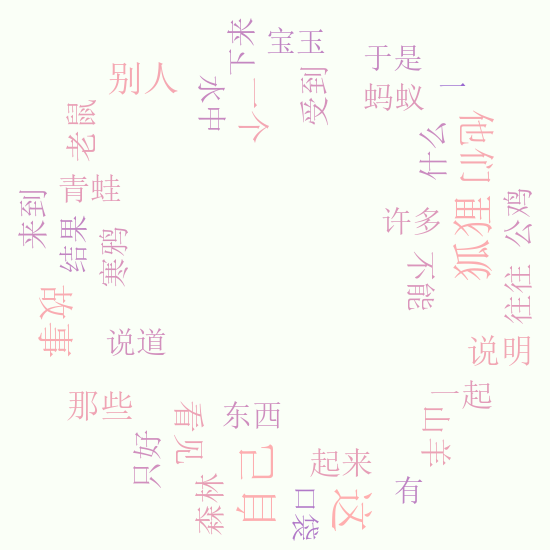 下来
宝玉
于是
别人
水中
一个
受到
蚂蚁
一
老鼠
什么
他们
青蛙
来到
结果
寒鸦
许多
狐狸
公鸡
不能
往往
故事
说道
说明
那些
看见
东西
一起
山羊
只好
森林
自己
起来
口袋
这
有